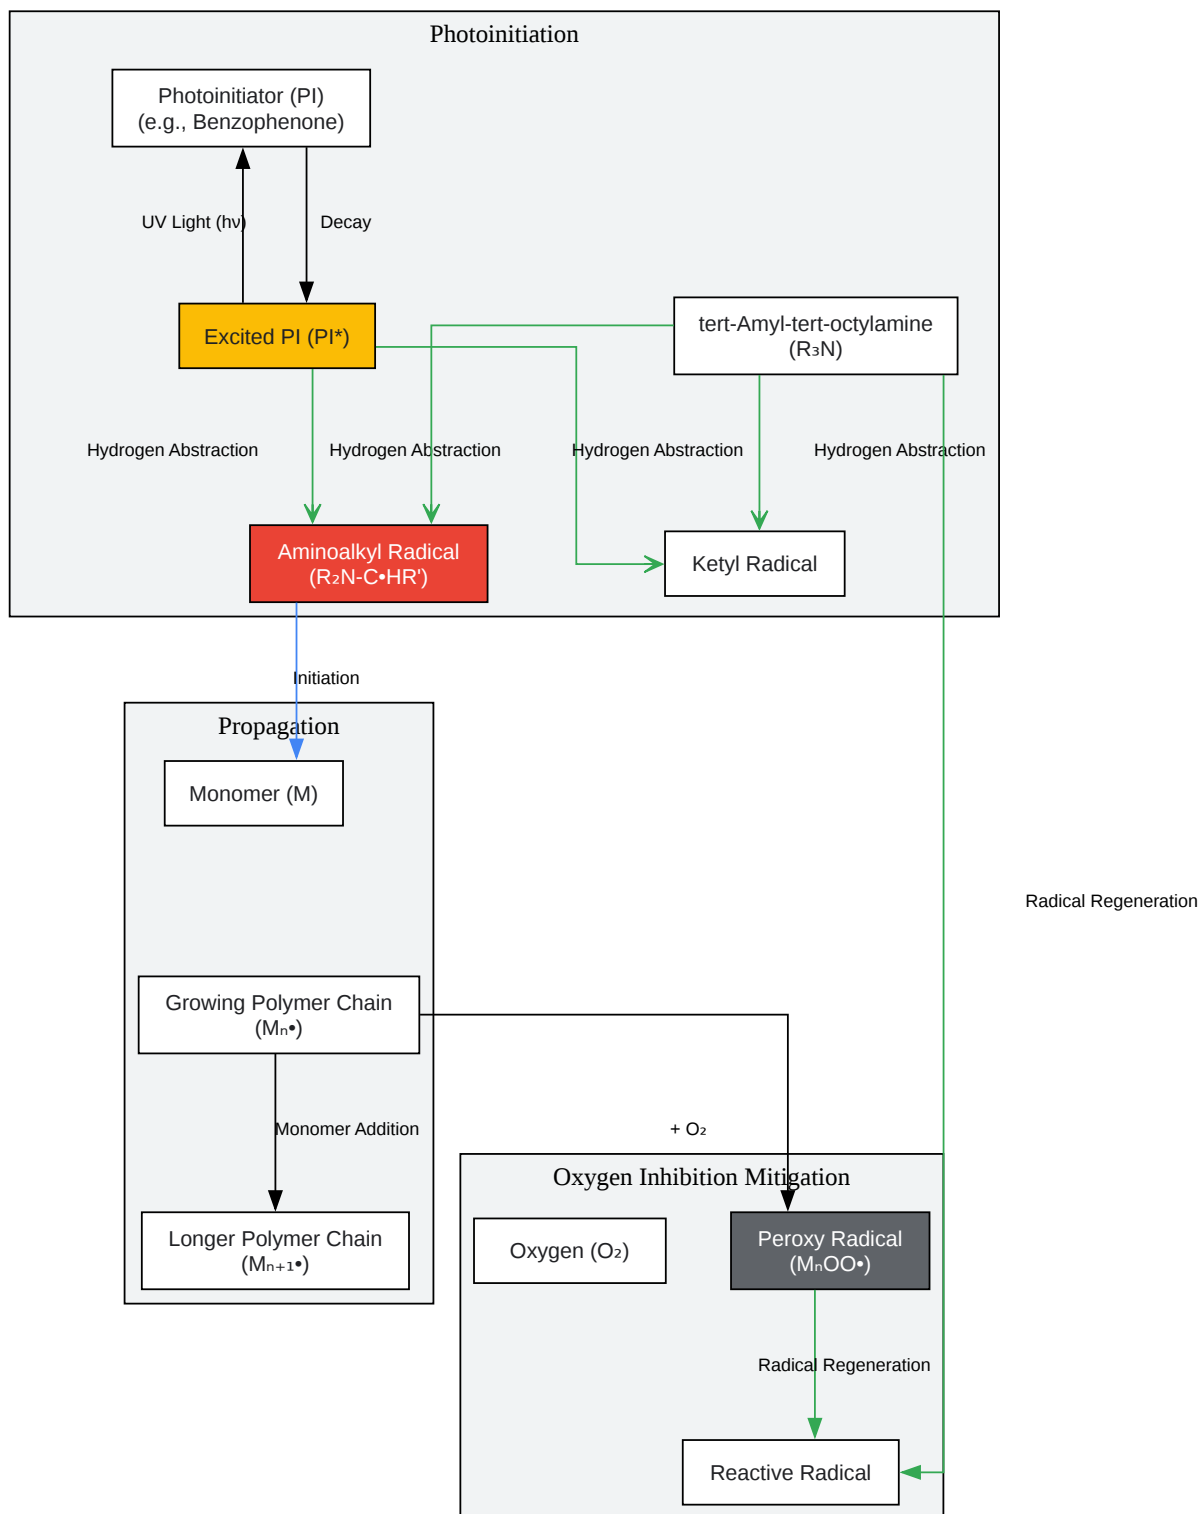 Photoinitiation
Photoinitiator (PI)
(e.g., Benzophenone)
UV Light (hν)
Decay
Excited PI (PI*)
tert-Amyl-tert-octylamine
(R₃N)
Hydrogen Abstraction
Hydrogen Abstraction
Hydrogen Abstraction
Hydrogen Abstraction
Aminoalkyl Radical
(R₂N-C•HR')
Ketyl Radical
Initiation
Propagation
Monomer (M)
Radical Regeneration
Growing Polymer Chain
(Mₙ•)
Monomer Addition
+ O₂
Oxygen Inhibition Mitigation
Longer Polymer Chain
(Mₙ₊₁•)
Oxygen (O₂)
Peroxy Radical
(MₙOO•)
Radical Regeneration
Reactive Radical